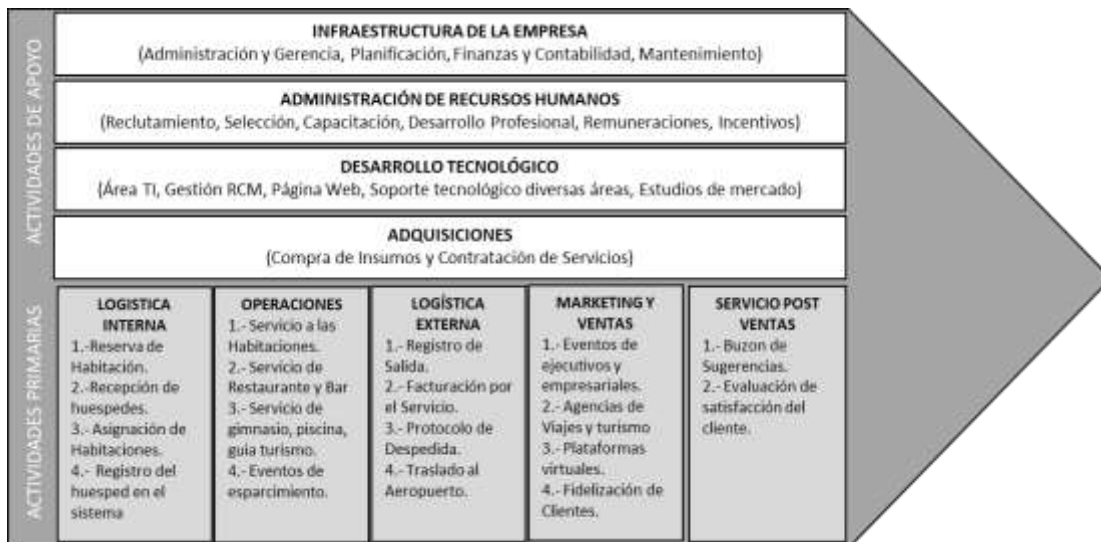 ACTIVIDADES DE APOYO
INFRAESTRUCTURA DE LA EMPRESA
(Administración y Gerencia, Planificación, Finanzas y Contabilidad, Mantenimiento)
ADMINISTRACIÓN DE RECURSOS HUMANOS
(Reclutamiento, Selección, Capacitación, Desarrollo Profesional, Remuneraciones, Incentivos)
DESARROLLO TECNOLÓGICO
(Área TI, Gestión RCM, Página Web, Soporte tecnológico diversas áreas, Estudios de mercado)
ADQUISICIONES
(Compra de Insumos y Contratación de Servicios)
ACTIVIDADES PRIMARIAS
LOGISTICA
INTERNA
1.-Reserva de
Habitación.
2.-Recepción de
huespedes.
3.- Asignación de
Habitaciones.
4.- Registro del
huesped en el
sistema
OPERACIONES
1.- Servicio a las
Habitaciones.
2.- Servicio de
Restaurante y Bar
3.- Servicio de
gimnasio, piscina,
guia turismo.
4.- Eventos de
esparcimiento.
LOGÍSTICA
EXTERNA
1.- Registro de
Salida.
2.- Facturación por
el Servicio.
3.- Protocolo de
Despedida.
4.- Traslado al
Aeropuerto.
MARKETING Y
VENTAS
1.- Eventos de
ejecutivos y
empresariales.
2.- Agencias de
Viajes y turismo
3.- Plataformas
virtuales.
4.- Fidelización de
Clientes.
SERVICIO POST
VENTAS
1.- Buzon de
Sugerencias.
2.- Evaluación de
satisfacción del
cliente.